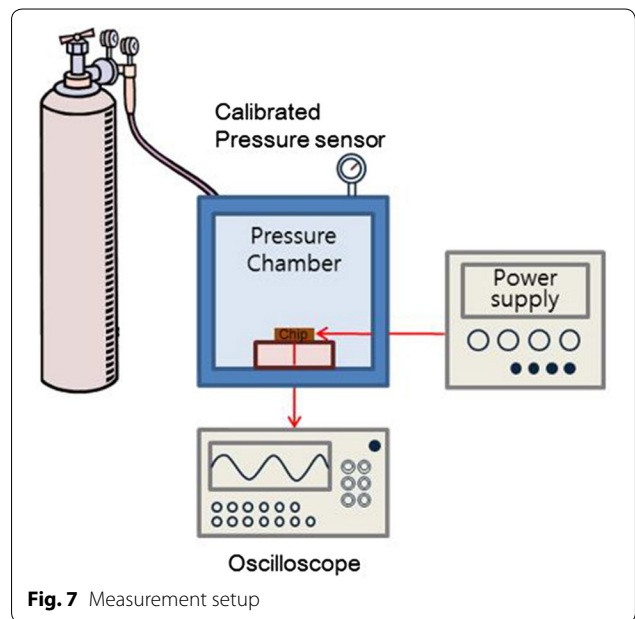 Calibrated
Pressure sensor
Pressure
Chamber
Chip
Power
supply
Oscilloscope
Fig. 7 Measurement setup